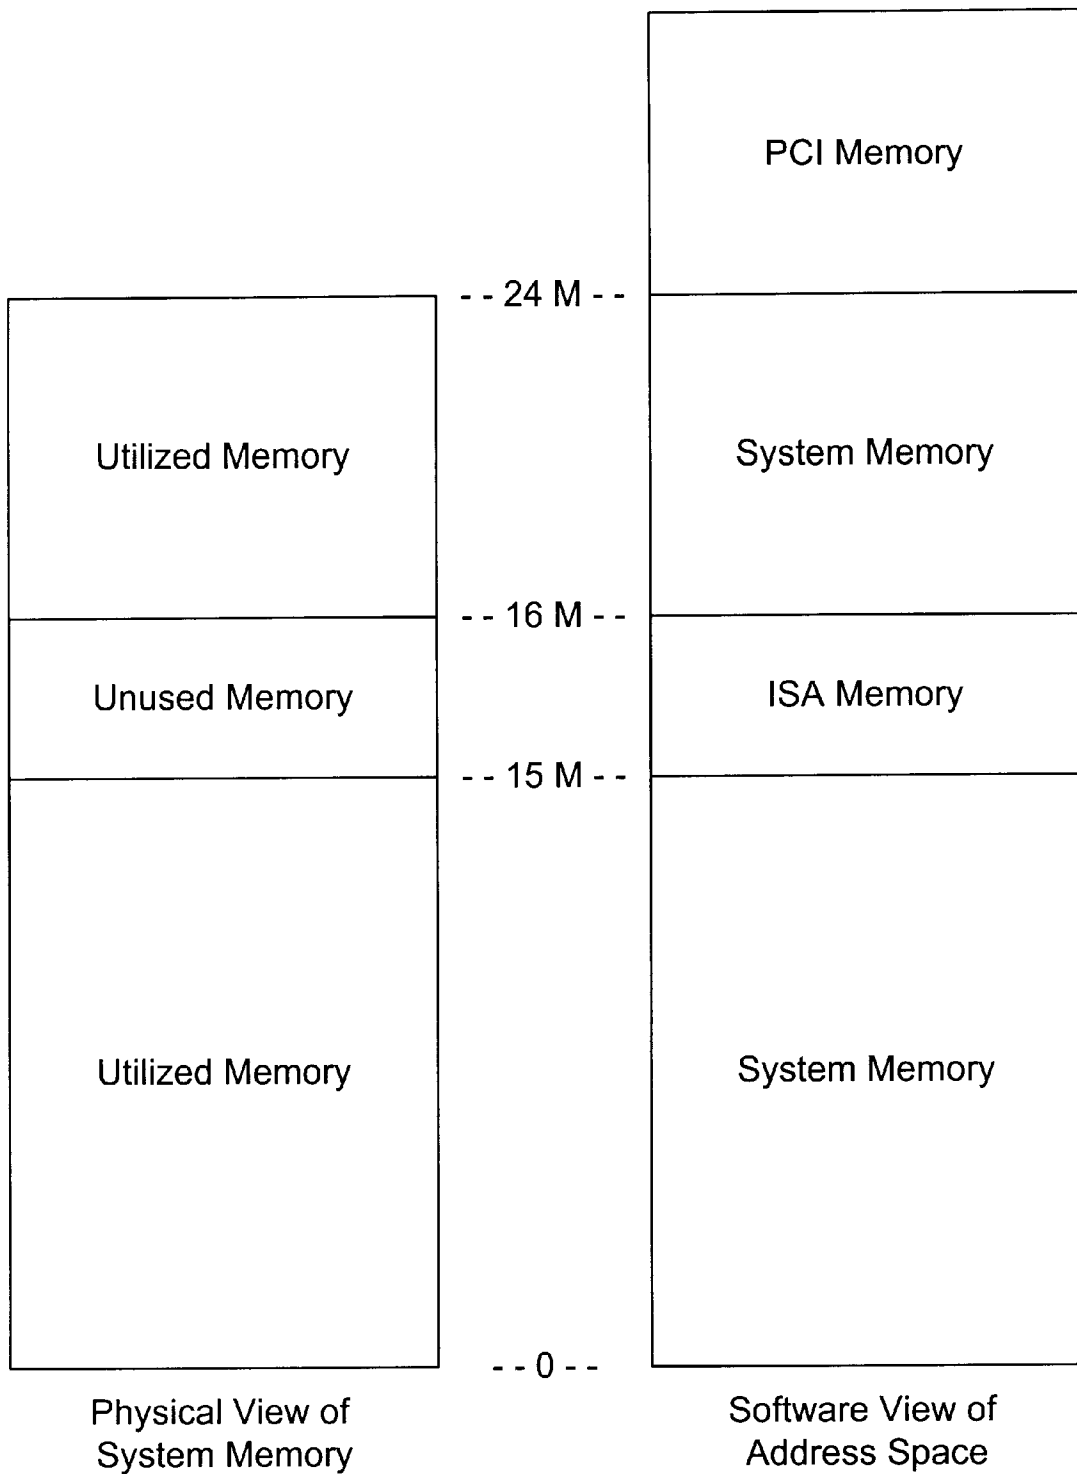 PCI Memory
- - 24 M - -
Utilized Memory
System Memory
- - 16 M - -
Unused Memory
ISA Memory
- - 15 M - -
Utilized Memory
System Memory
- - 0 - -
Physical View of
System Memory
Software View of
Address Space